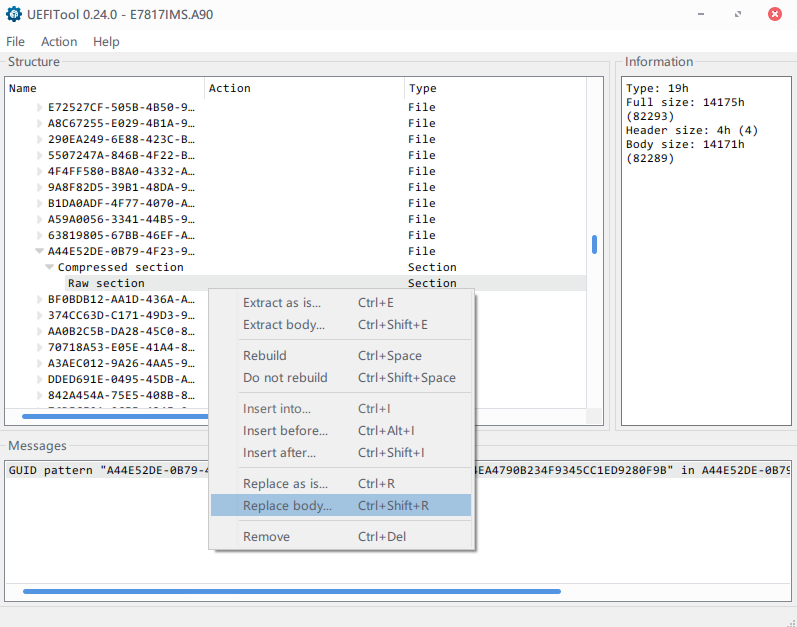 UEFITool 0.24.0 - E7817IMS.A90
File Action Help
Structure
Name Action Type
E72527CF-505B-4B50-9… File
A8C67255-E029-4B1A-9… File
290EA249-6E88-423C-B… File
5507247A-846B-4F22-B… File
4F4FF580-B8A0-4332-A… File
9A8F82D5-39B1-48DA-9… File
B1DA0ADF-4F77-4070-A… File
A59A0056-3341-44B5-9… File
63819805-67BB-46EF-A… File
A44E52DE-0B79-4F23-9… File
Compressed section Section
Raw section Section
BF0BDB12-AA1D-436A-A…
374CC63D-C171-49D3-9…
AA0B2C5B-DA28-45C0-8…
70718A53-E05E-41A4-8…
A3AEC012-9A26-4AA5-9…
DDED691E-0495-45DB-A…
842A454A-75E5-408B-8…
Extract as is... Ctrl+E
Extract body... Ctrl+Shift+E
Rebuild Ctrl+Space
Do not rebuild Ctrl+Shift+Space
Insert into... Ctrl+I
Insert before... Ctrl+Alt+I
Insert after... Ctrl+Shift+I
Replace as is... Ctrl+R
Replace body... Ctrl+Shift+R
Remove Ctrl+Del
Information
Type: 19h
Full size: 14175h
(82293)
Header size: 4h (4)
Body size: 14171h
(82289)
Messages
GUID pattern "A44E52DE-0B79-4 EA4790B234F9345CC1ED9280F9B" in A44E52DE-0B79